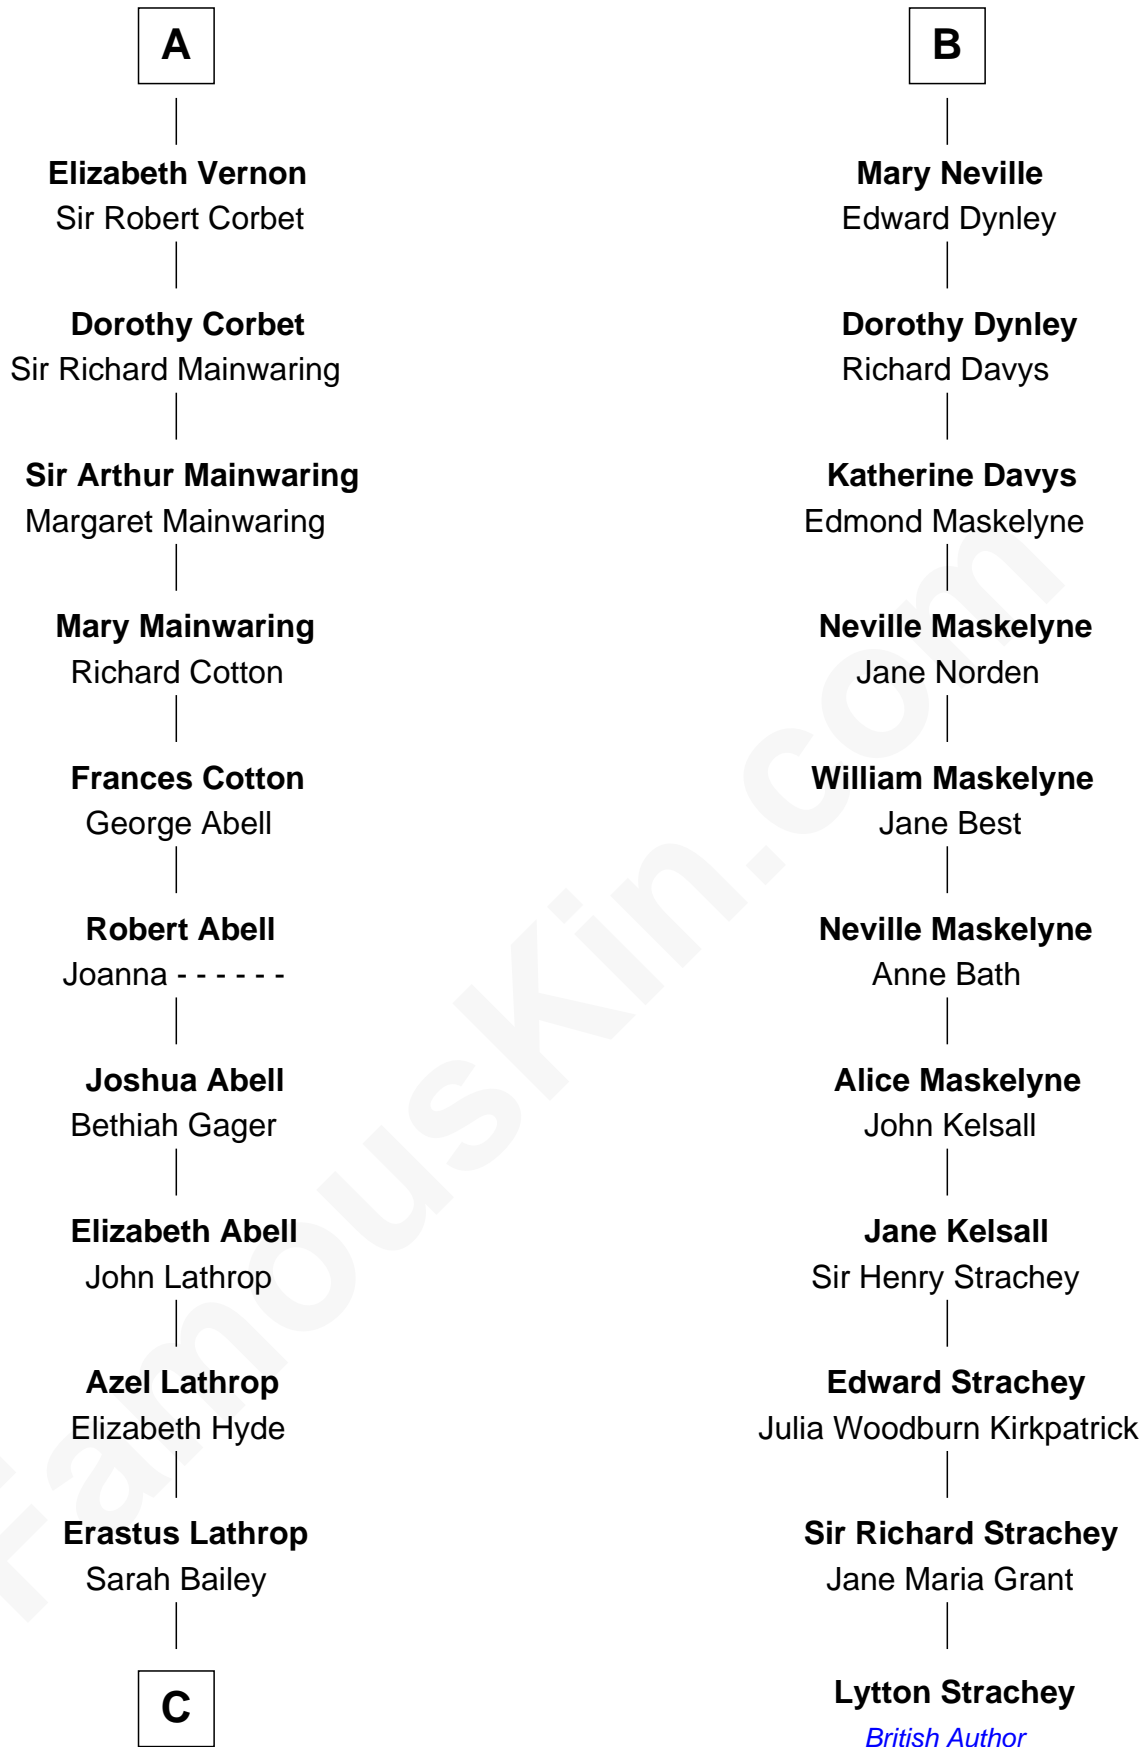 A
Elizabeth Vernon
Sir Robert Corbet
Dorothy Corbet
Sir Richard Mainwaring
Sir Arthur Mainwaring
Margaret Mainwaring
Mary Mainwaring
Richard Cotton
Frances Cotton
George Abell
Robert Abell
Joanna - - - - - -
Joshua Abell
Bethiah Gager
Elizabeth Abell
John Lathrop
Azel Lathrop
Elizabeth Hyde
Erastus Lathrop
Sarah Bailey
C
B
Mary Neville
Edward Dynley
Dorothy Dynley
Richard Davys
Katherine Davys
Edmond Maskelyne
Neville Maskelyne
Jane Norden
William Maskelyne
Jane Best
Neville Maskelyne
Anne Bath
Alice Maskelyne
John Kelsall
Jane Kelsall
Sir Henry Strachey
Edward Strachey
Julia Woodburn Kirkpatrick
Sir Richard Strachey
Jane Maria Grant
Lytton Strachey
British Author
FamousKin.com